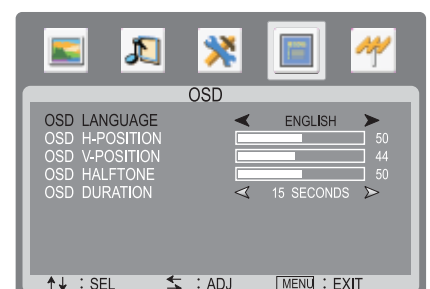 OSD
OSD LANGUAGE ENGLISH
OSD H-POSITION 50
OSD V-POSITION 44
OSD HALFTONE 50
OSD DURATION 15 SECONDS
: SEL : ADJ MENU : EXIT